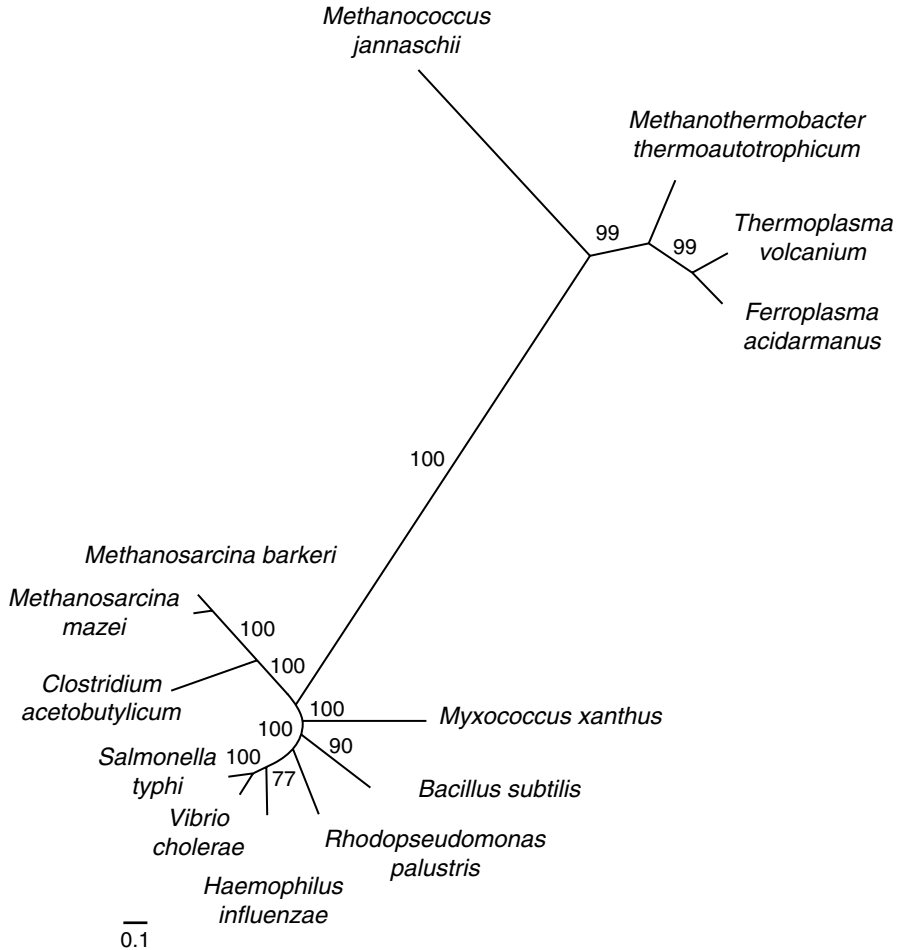 Methanococcus
jannaschii
Methanothermobacter
thermoautotrophicum
Thermoplasma
volcanium
99
99
Ferroplasma
acidarmanus
100
Methanosarcina barkeri
Methanosarcina
mazei
100
100
Clostridium
acetobutylicum
100
Myxococcus xanthus
100
90
Salmonella
typhi
100
77
Bacillus subtilis
Vibrio
cholerae
Rhodopseudomonas
palustris
Haemophilus
influenzae
0.1